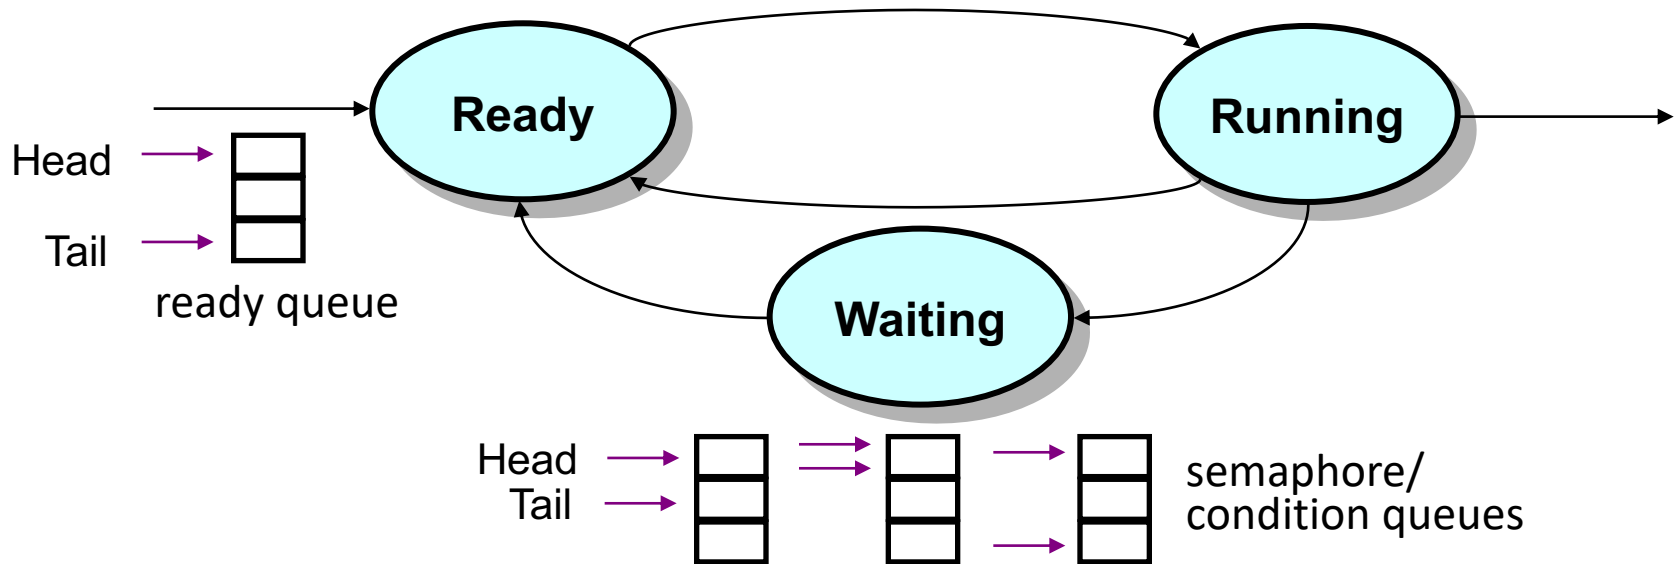 Ready
Running
Head
Tail
ready queue
Waiting
Head
Tail
semaphore/
condition queues